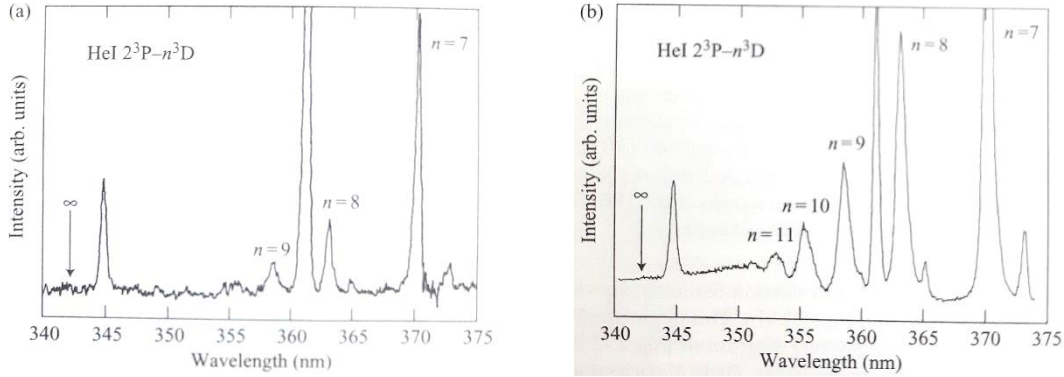 (a)
HeI 2³P–n³D
n = 7
n = 8
n = 9
∞
Intensity (arb. units)
340 345 350 355 360 365 370 375
Wavelength (nm)
(b)
HeI 2³P–n³D
n = 7
n = 8
n = 9
n = 10
n = 11
∞
Intensity (arb. units)
340 345 350 355 360 365 370 375
Wavelength (nm)